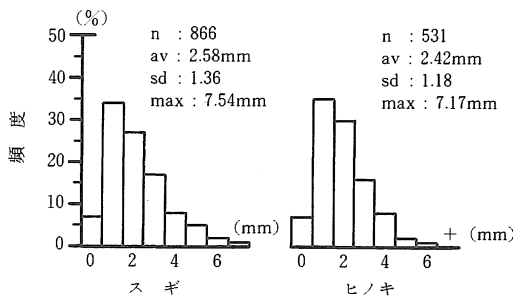 (%)
50
40
30
20
10
0
頻度
n : 866
av : 2.58mm
sd : 1.36
max : 7.54mm
(mm)
0 2 4 6
スギ
n : 531
av : 2.42mm
sd : 1.18
max : 7.17mm
+ (mm)
0 2 4 6
ヒノキ